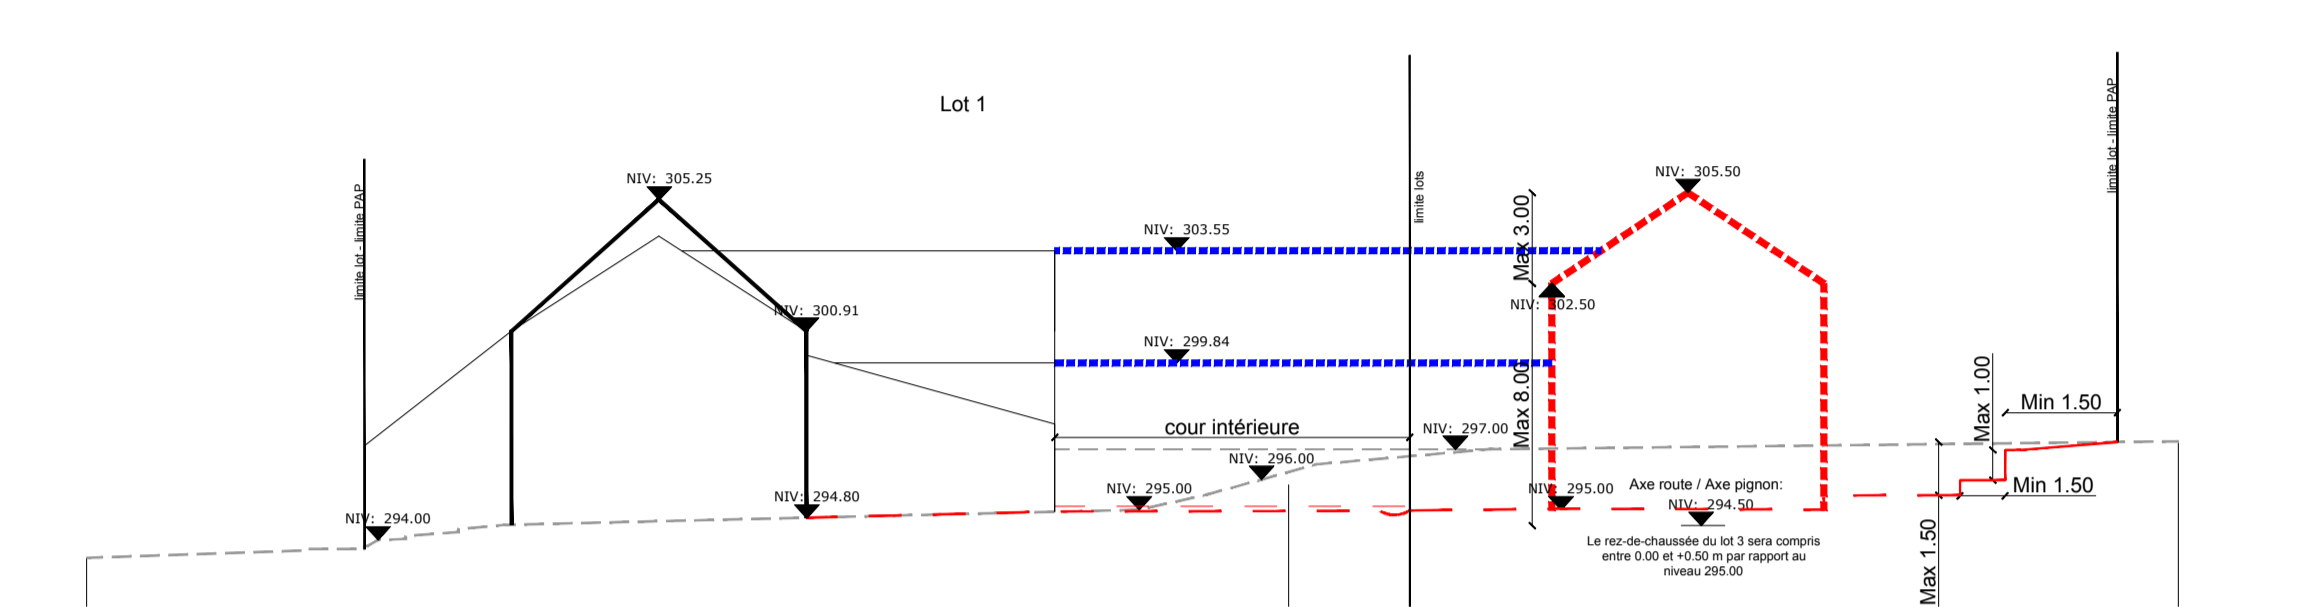 Lot 1
limite lot - limite PAP
limite lot - limite PAP
limite lots
NIV: 305.25
NIV: 305.50
NIV: 303.55
Max 3.00
NIV: 300.91
NIV: 302.50
NIV: 299.84
Max 8.00
Max 1.00
Min 1.50
cour intérieure
NIV: 297.00
NIV: 296.00
NIV: 294.80
NIV: 295.00
NIV: 295.00
Axe route / Axe pignon:
NIV: 294.50
Min 1.50
NIV: 294.00
Le rez-de-chaussée du lot 3 sera compris
entre 0.00 et +0.50 m par rapport au
niveau 295.00
Max 1.50